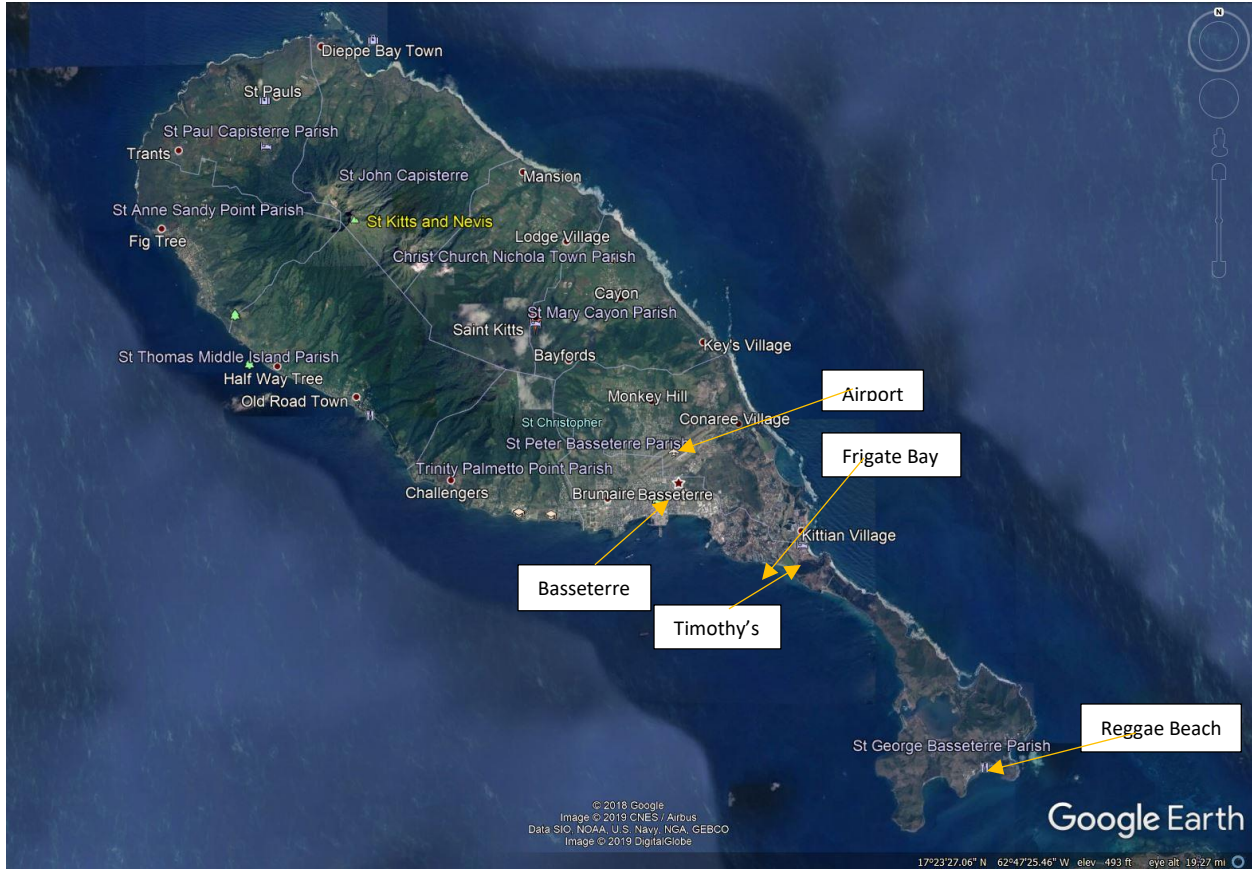 N
Dieppe Bay Town
St Pauls
St Paul Capisterre Parish
Trants
St John Capisterre
Mansion
St Anne Sandy Point Parish
St Kitts and Nevis
Fig Tree
Lodge Village
Christ Church Nichola Town Parish
Cayon
St Mary Cayon Parish
Saint Kitts
Key's Village
St Thomas Middle Island Parish
Bayfords
Half Way Tree
Airport
Old Road Town
Monkey Hill
St Christopher
Conaree Village
St Peter Basseterre Parish
Frigate Bay
Trinity Palmetto Point Parish
Challengers
Brumaire
Basseterre
Kittian Village
Basseterre
Timothy's
Reggae Beach
St George Basseterre Parish
© 2018 Google
Image © 2019 CNES / Airbus
Data SIO, NOAA, U.S. Navy, NGA, GEBCO
Image © 2019 DigitalGlobe
Google Earth
17°23'27.06" N 62°47'25.46" W elev 493 ft eye alt 19.27 mi